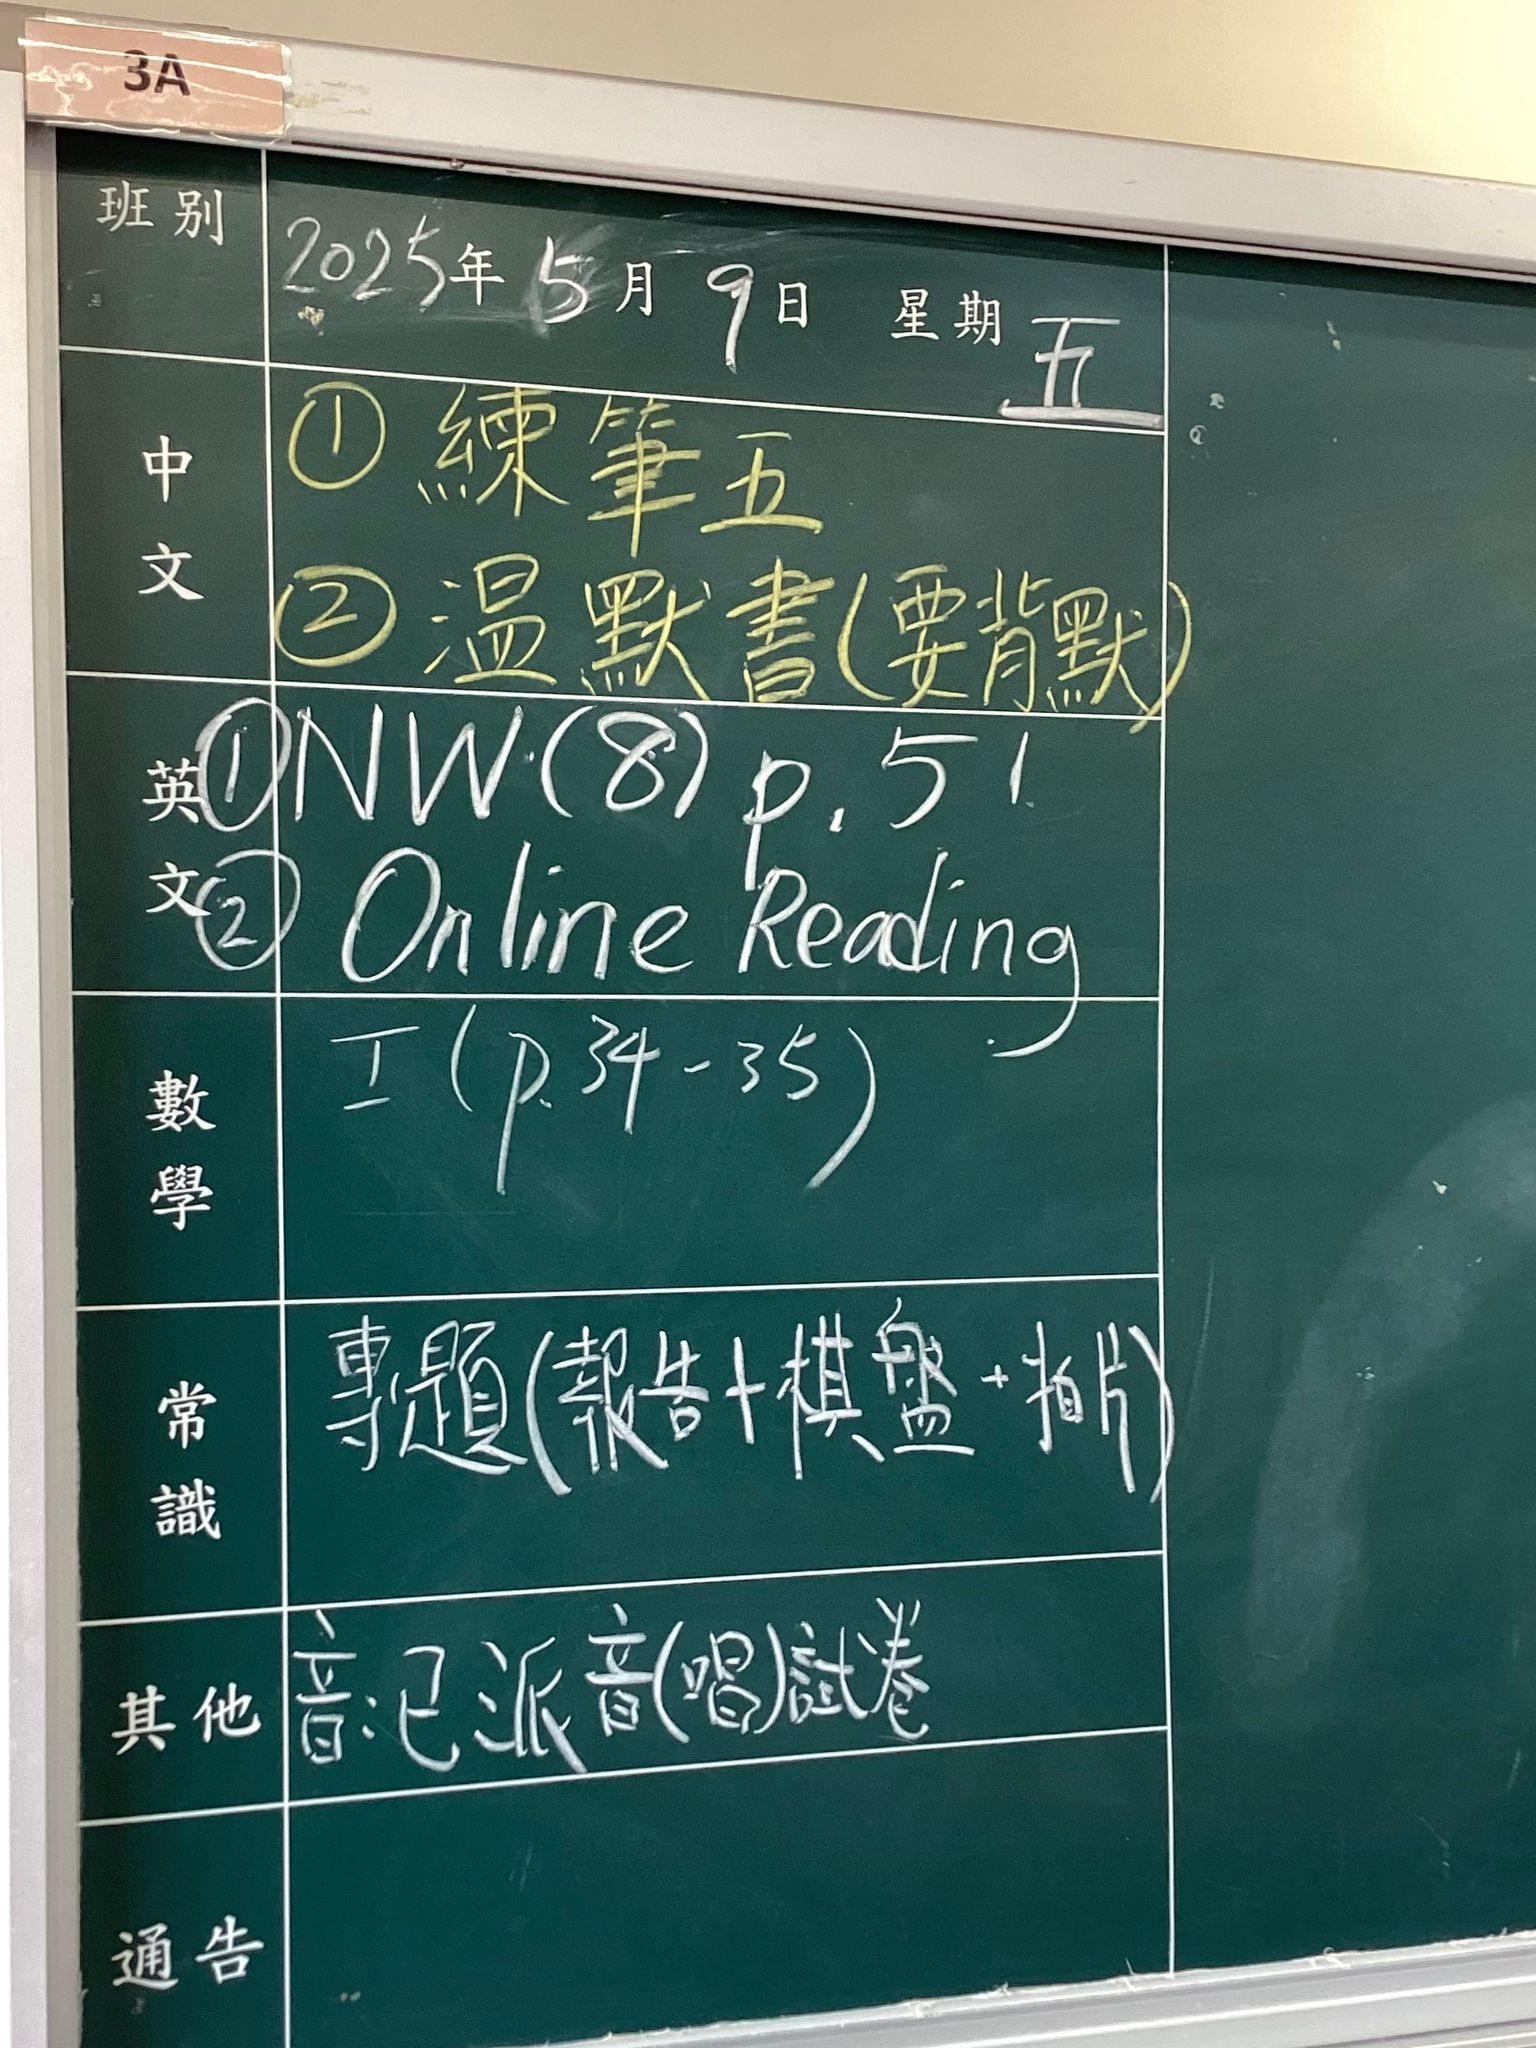 3A
班別
2025年 5月 9日 星期五
中文
① 練筆五
② 温默書(要背默)
英文
① NW(8) p.51
② Online Reading
數學
I (p.34-35)
常識
專題(報告+棋盤+拍片)
其他
音:已派音(唱)試卷
通告